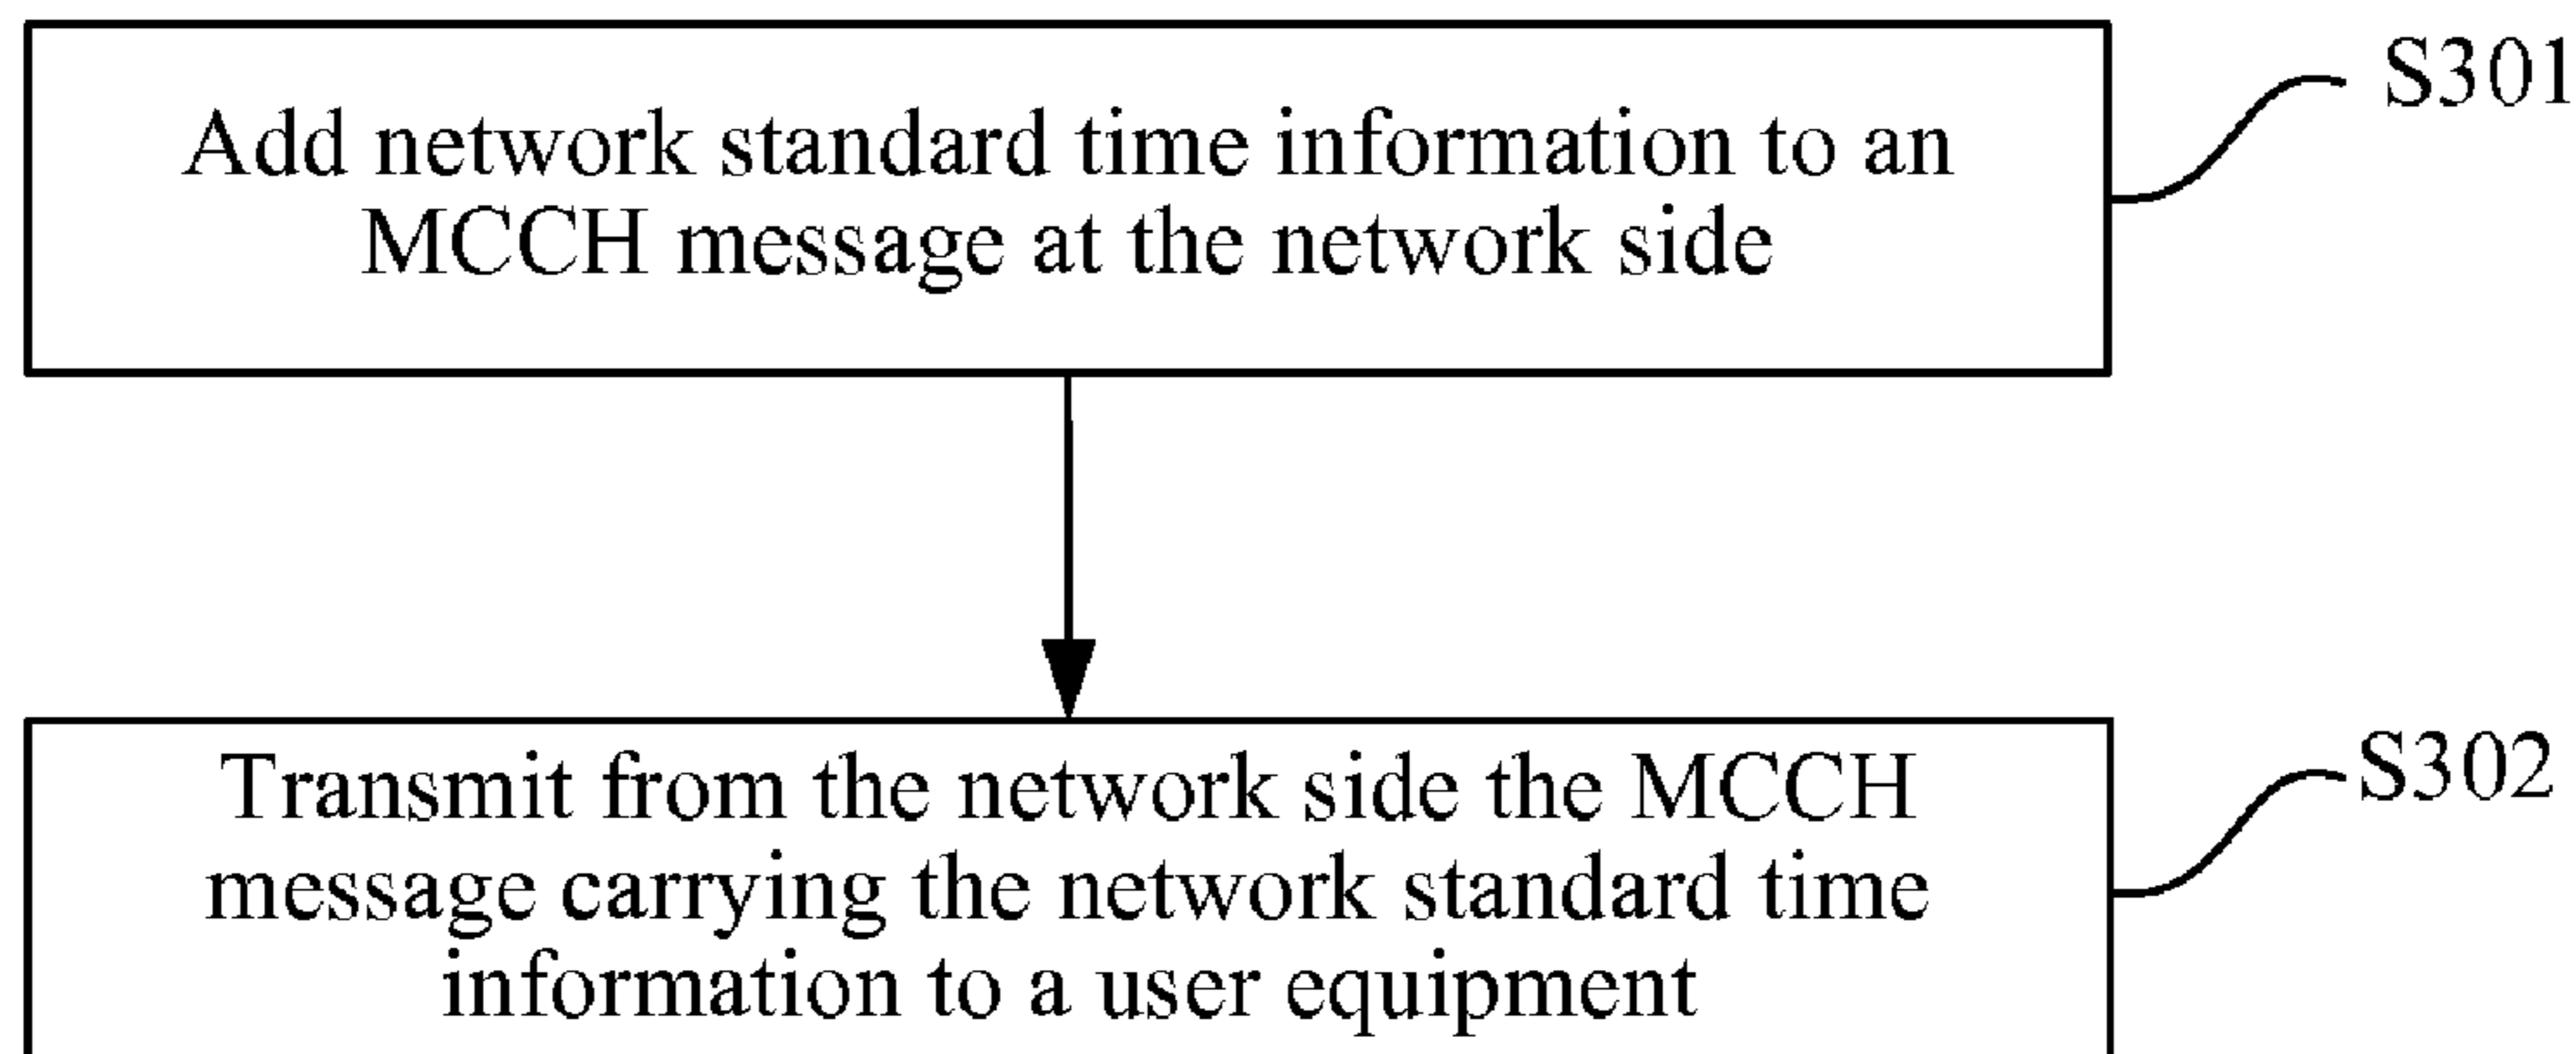 Add network standard time information to an
MCCH message at the network side
S301
Transmit from the network side the MCCH
message carrying the network standard time
information to a user equipment
S302